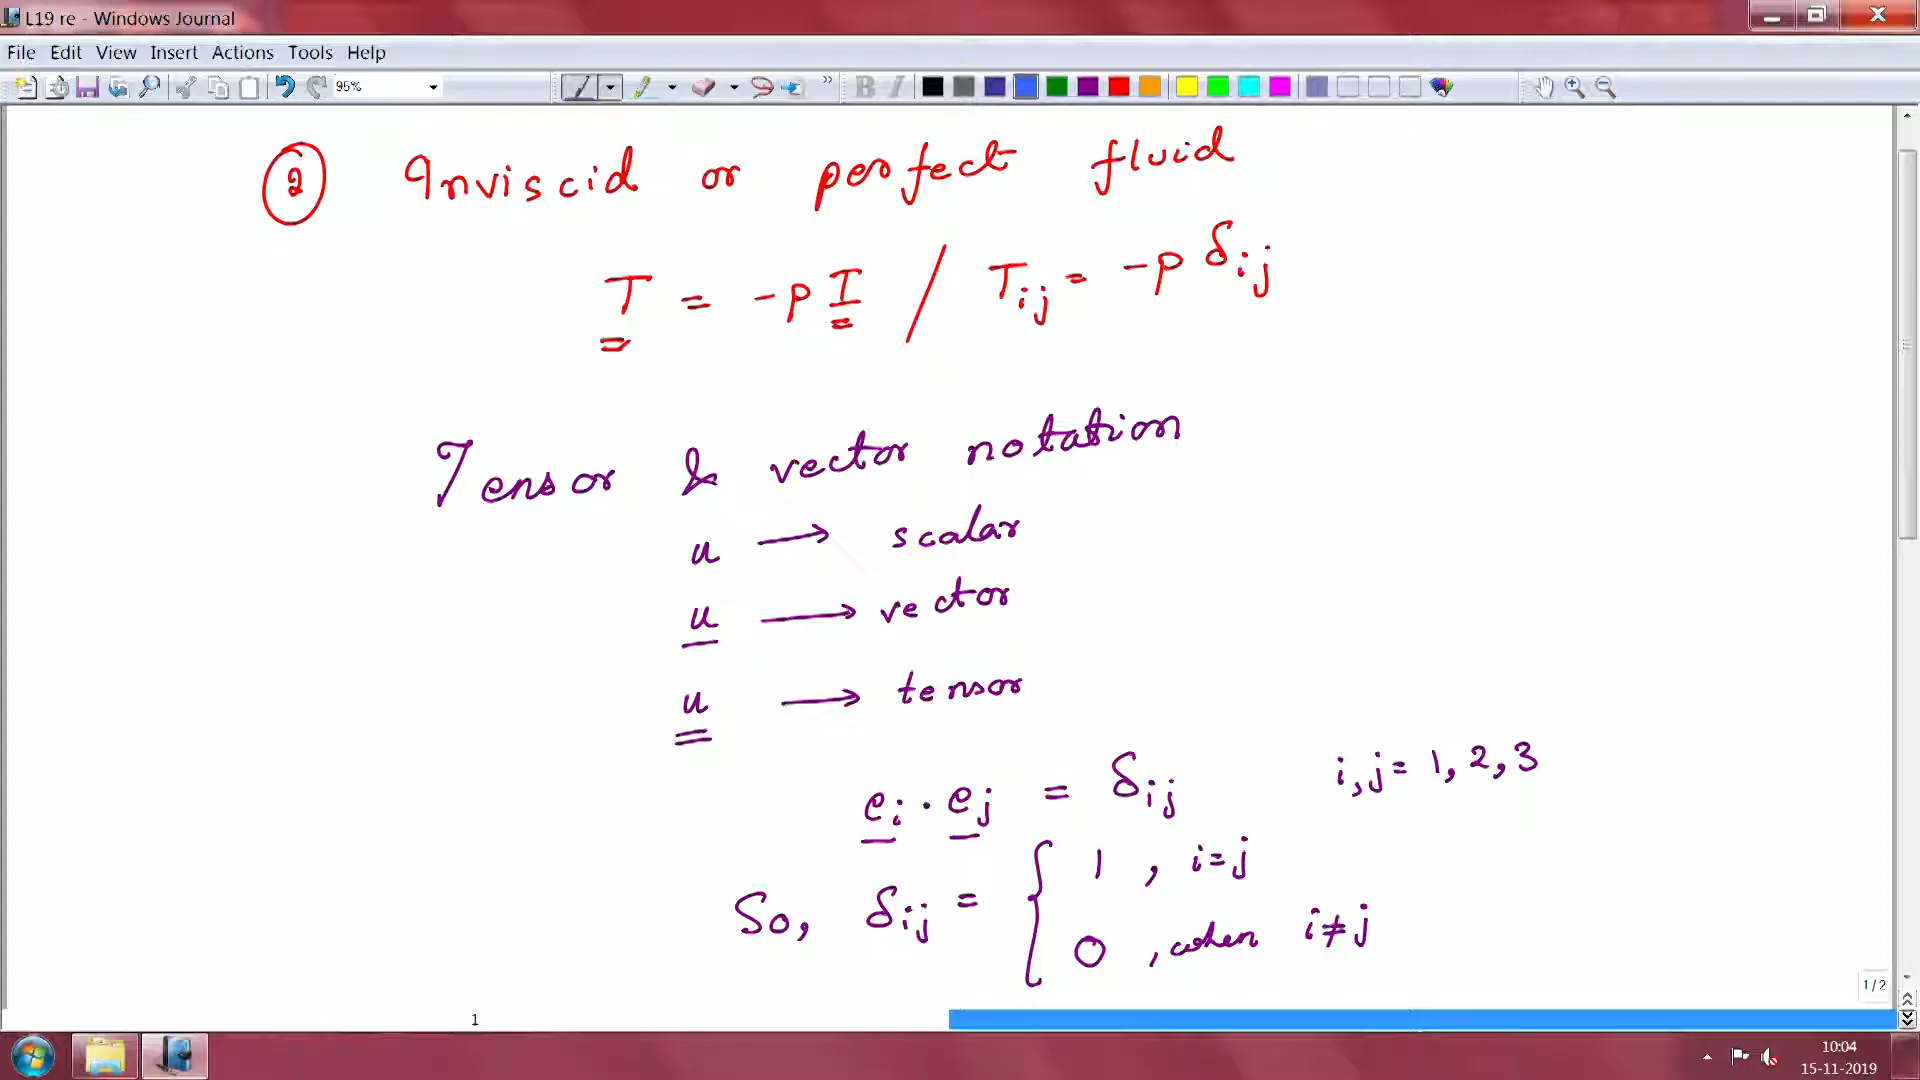 L19 re - Windows Journal
File Edit View Insert Actions Tools Help
95% » B I
② Inviscid or perfect fluid
T = -p I / Tij = -p δij
Tensor & vector notation
u → scalar
u → vector
u → tensor
ei . ej = δij i,j = 1, 2, 3
So, δij = { 1 , i=j
0 , when i≠j
1/2
1
10:04
15-11-2019